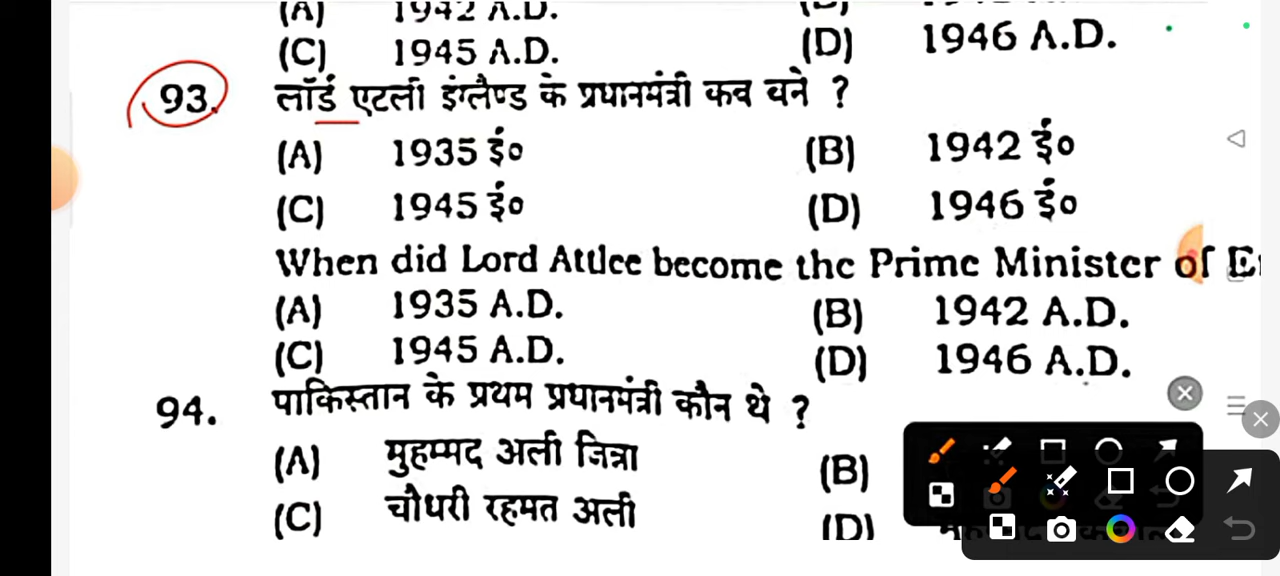 (A) 1942 A.D.
(C) 1945 A.D. (D) 1946 A.D.
93. लॉर्ड एटली इंग्लैण्ड के प्रधानमंत्री कब बने ?
(A) 1935 ई० (B) 1942 ई०
(C) 1945 ई० (D) 1946 ई०
When did Lord Attlee become the Prime Minister of
(A) 1935 A.D. (B) 1942 A.D.
(C) 1945 A.D. (D) 1946 A.D.
94. पाकिस्तान के प्रथम प्रधानमंत्री कौन थे ?
(A) मुहम्मद अली जिन्ना (B)
(C) चौधरी रहमत अली (D)